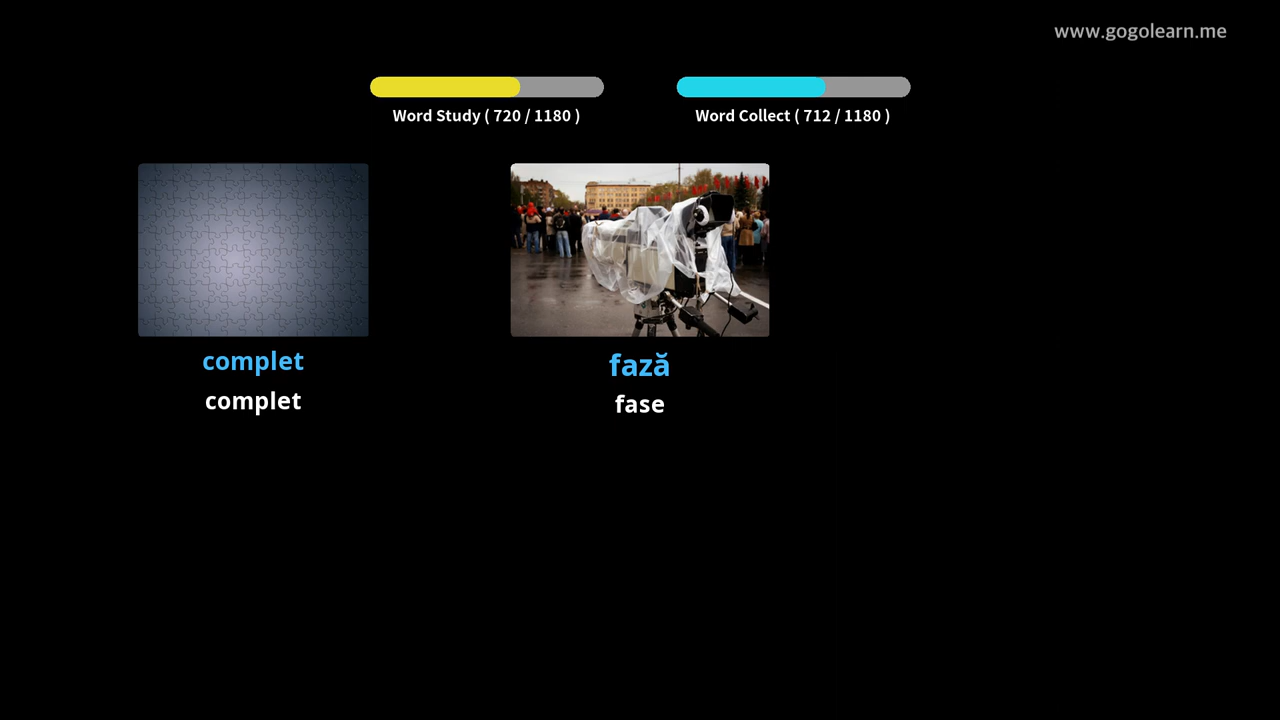 www.gogolearn.me
Word Study ( 720 / 1180 )
Word Collect ( 712 / 1180 )
complet
complet
fază
fase